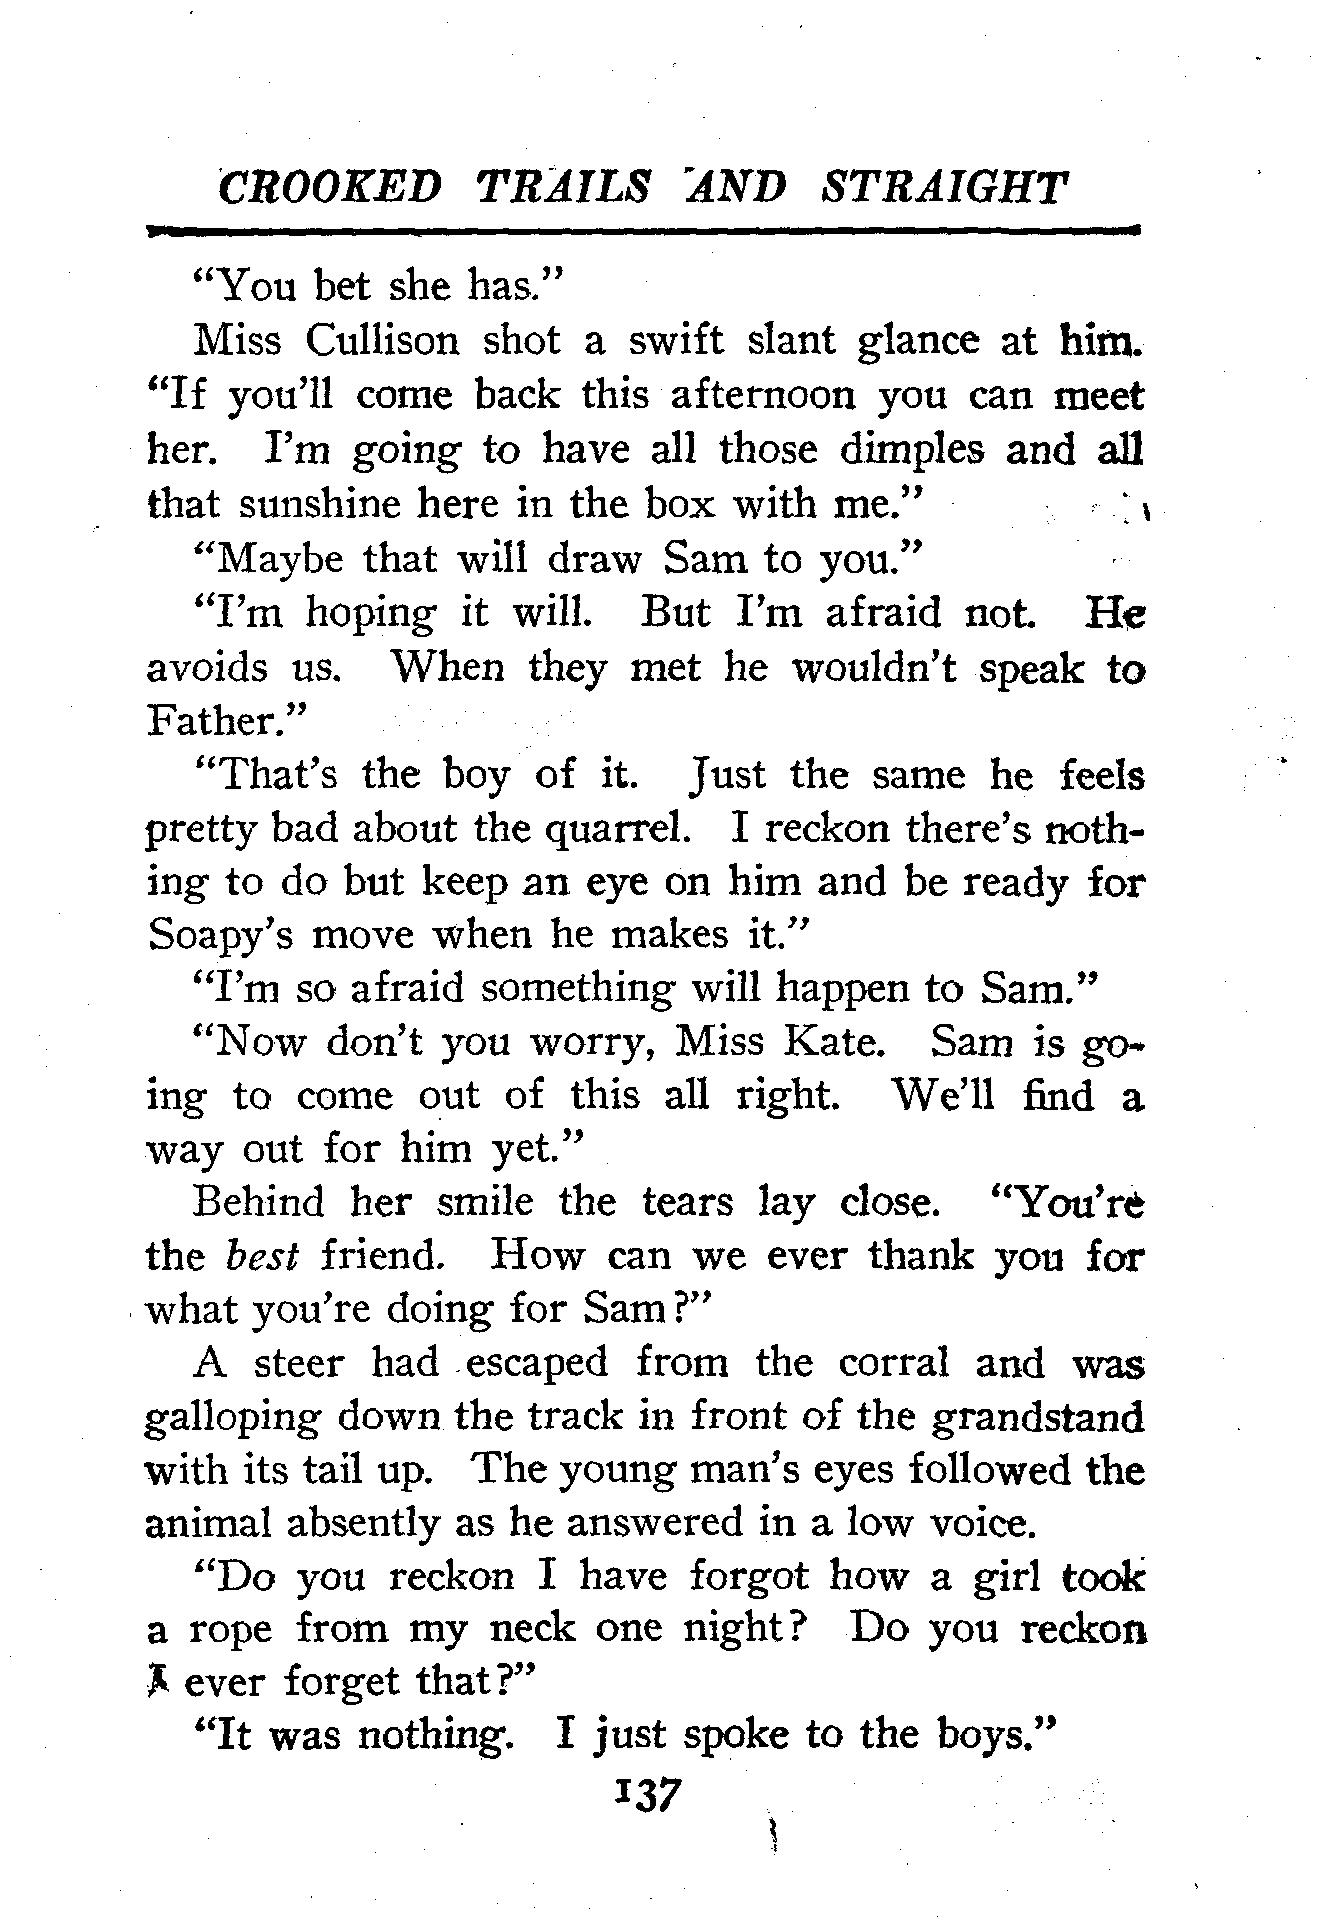 CROOKED TRAILS AND STRAIGHT
“You bet she has.”
Miss Cullison shot a swift slant glance at him.
“If you’ll come back this afternoon you can meet
her. I’m going to have all those dimples and all
that sunshine here in the box with me.”
“Maybe that will draw Sam to you.”
“I’m hoping it will. But I’m afraid not. He
avoids us. When they met he wouldn’t speak to
Father.”
“That’s the boy of it. Just the same he feels
pretty bad about the quarrel. I reckon there’s noth-
ing to do but keep an eye on him and be ready for
Soapy’s move when he makes it.”
“I’m so afraid something will happen to Sam.”
“Now don’t you worry, Miss Kate. Sam is go-
ing to come out of this all right. We’ll find a
way out for him yet.”
Behind her smile the tears lay close. “You’re
the best friend. How can we ever thank you for
what you’re doing for Sam?”
A steer had escaped from the corral and was
galloping down the track in front of the grandstand
with its tail up. The young man’s eyes followed the
animal absently as he answered in a low voice.
“Do you reckon I have forgot how a girl took
a rope from my neck one night? Do you reckon
I ever forget that?”
“It was nothing. I just spoke to the boys.”
137